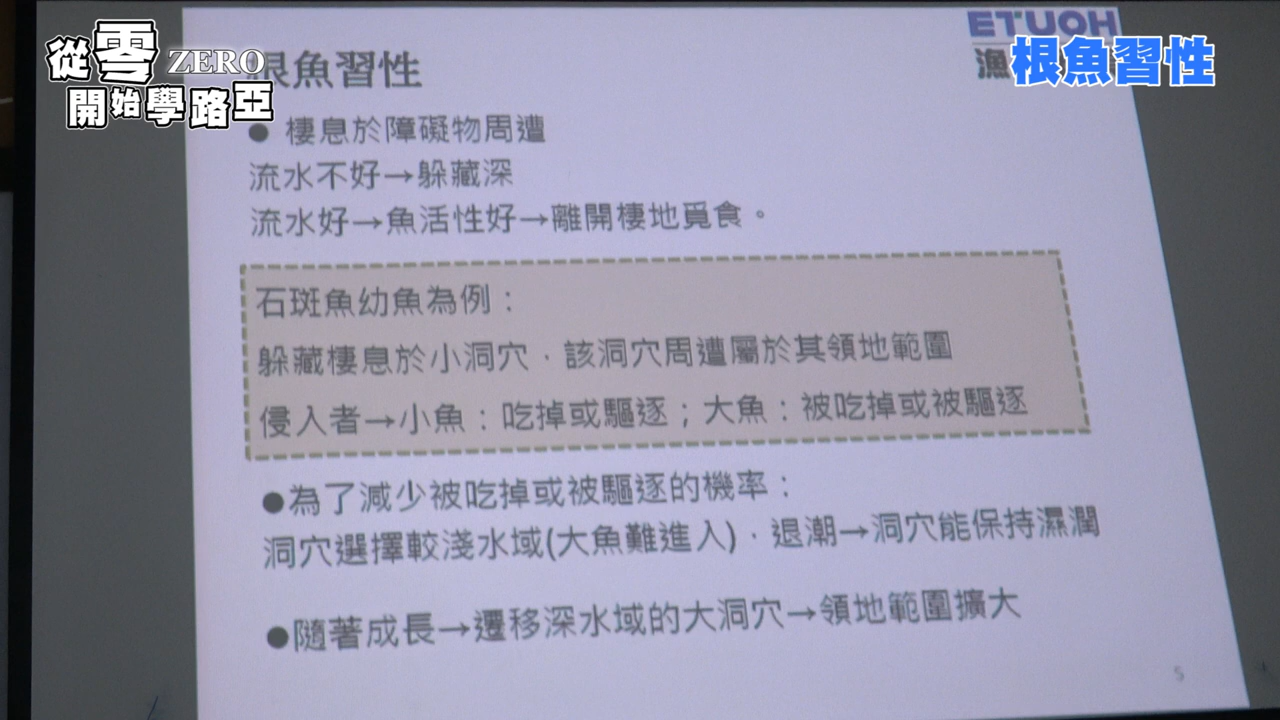 從零ZERO
開始學路亞
ETUOH
漁
根魚習性
根魚習性
● 棲息於障礙物周遭
流水不好→躲藏深
流水好→魚活性好→離開棲地覓食。
石斑魚幼魚為例：
躲藏棲息於小洞穴，該洞穴周遭屬於其領地範圍
侵入者→小魚：吃掉或驅逐；大魚：被吃掉或被驅逐
●為了減少被吃掉或被驅逐的機率：
洞穴選擇較淺水域(大魚難進入)，退潮→洞穴能保持濕潤
●隨著成長→遷移深水域的大洞穴→領地範圍擴大
5